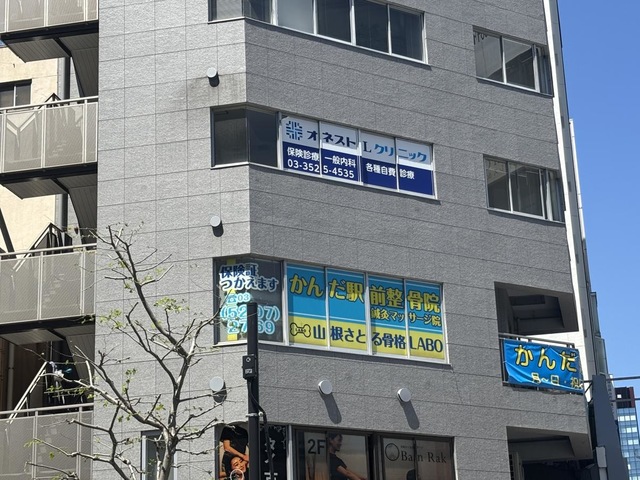 オネストLクリニック
保険診療 一般内科 各種自費診療
03-3525-4535
保険証
つかえます
03
(5207)
2769
かんだ駅前整骨院
鍼灸マッサージ院
山根さとる骨格LABO
かんだ
2F